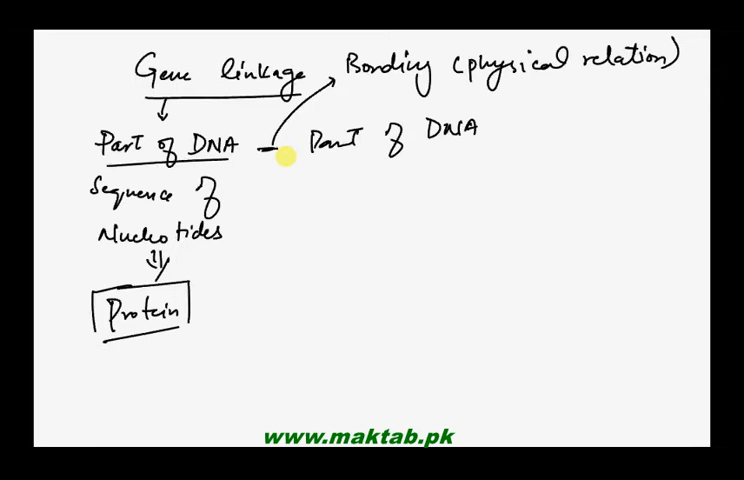 Gene linkage
Bonding (physical relation)
Part of DNA - Part of DNA
Sequence of
Nucleotides
Protein
www.maktab.pk